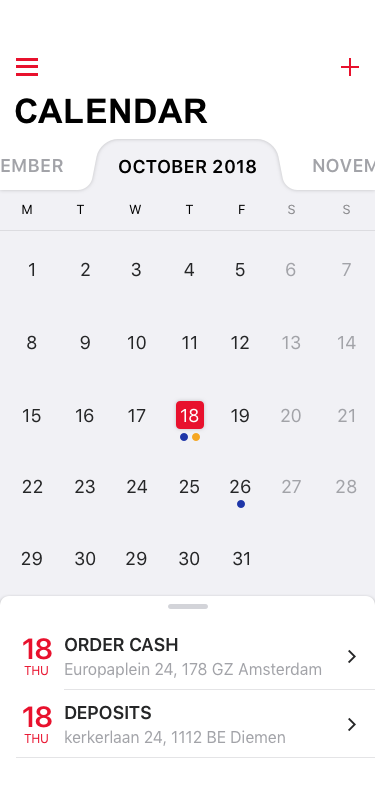 CALENDAR
EMBER OCTOBER 2018 NOVEM
M T W T F S S
1 2 3 4 5 6 7
8 9 10 11 12 13 14
15 16 17 18 19 20 21
22 23 24 25 26 27 28
29 30 29 30 31
18 ORDER CASH
THU Europaplein 24, 178 GZ Amsterdam
18 DEPOSITS
THU kerkerlaan 24, 1112 BE Diemen